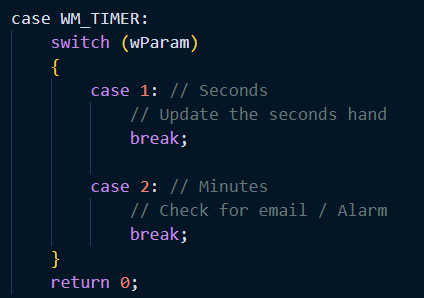 case WM_TIMER:
    switch (wParam)
    {
        case 1: // Seconds
            // Update the seconds hand
            break;

        case 2: // Minutes
            // Check for email / Alarm
            break;
    }
    return 0;